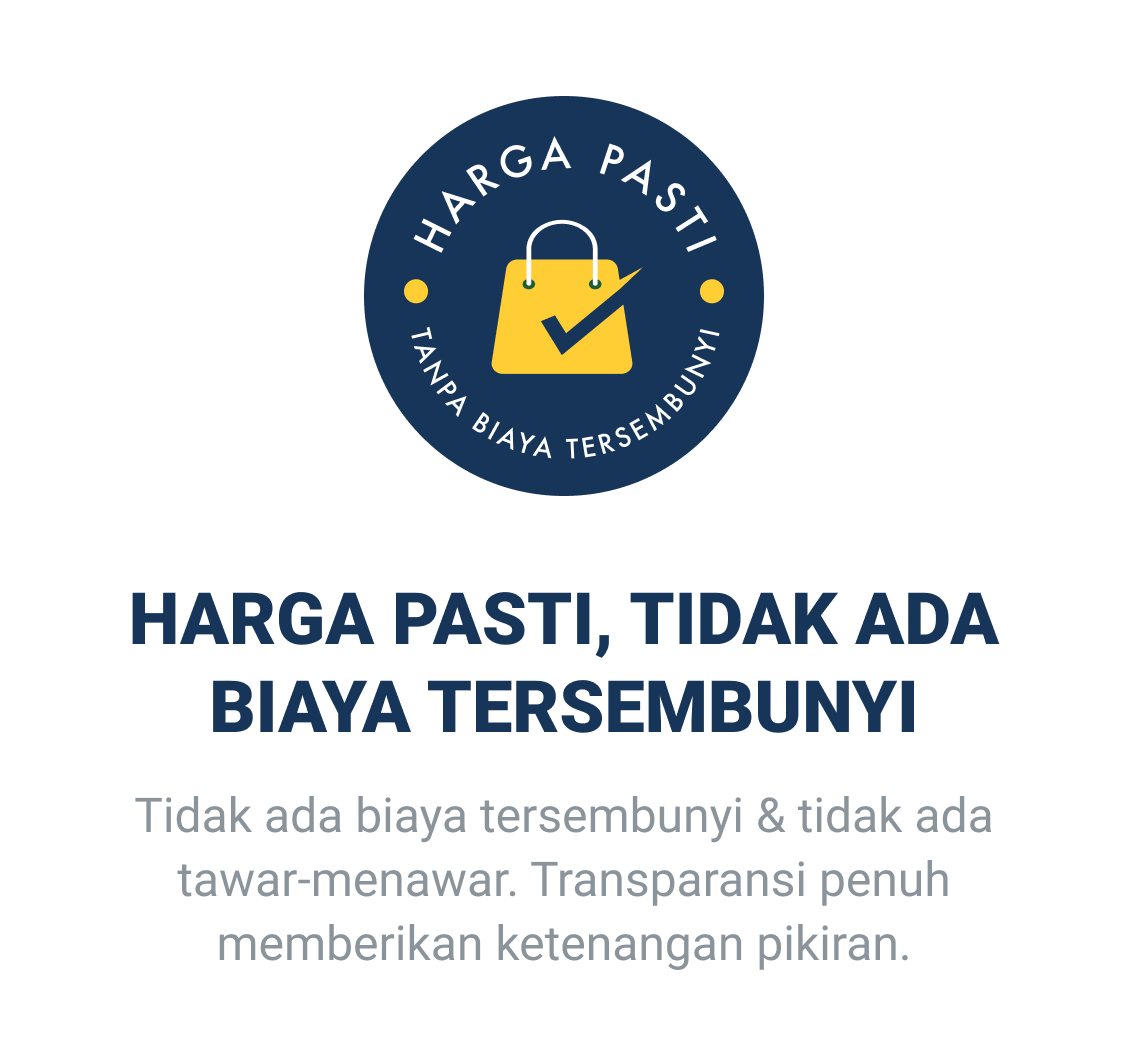 HARGA PASTI
TANPA BIAYA TERSEMBUNYI
HARGA PASTI, TIDAK ADA
BIAYA TERSEMBUNYI
Tidak ada biaya tersembunyi & tidak ada
tawar-menawar. Transparansi penuh
memberikan ketenangan pikiran.